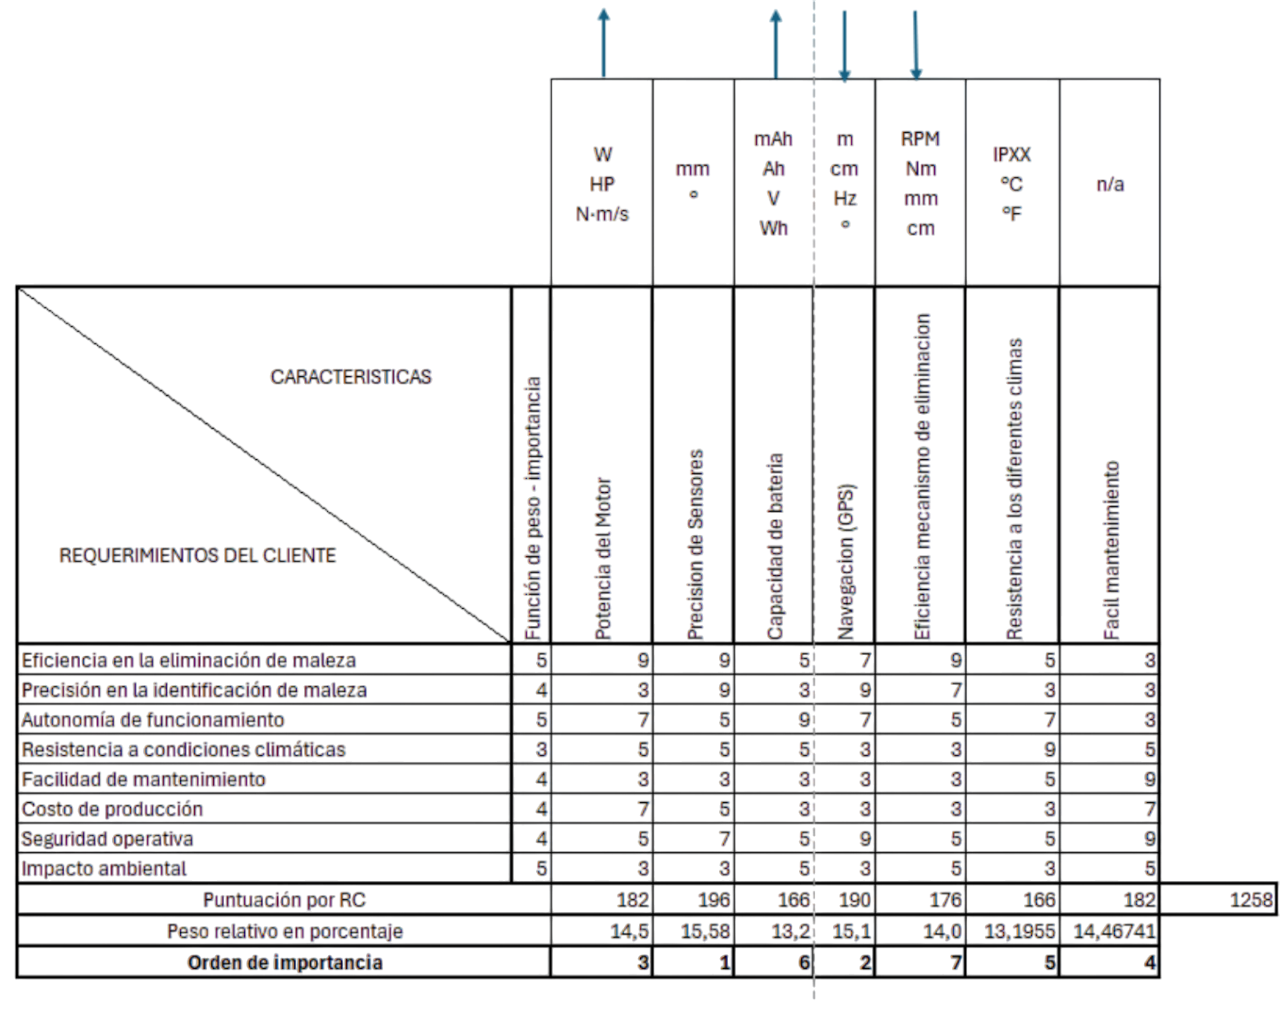 W
HP
N·m/s
mm
°
mAh
Ah
V
Wh
m
cm
Hz
°
RPM
Nm
mm
cm
IPXX
°C
°F
n/a
CARACTERISTICAS
REQUERIMIENTOS DEL CLIENTE
Función de peso - importancia
Potencia del Motor
Precision de Sensores
Capacidad de bateria
Navegacion (GPS)
Eficiencia mecanismo de eliminacion
Resistencia a los diferentes climas
Facil mantenimiento
Eficiencia en la eliminación de maleza 5 9 9 5 7 9 5 3
Precisión en la identificación de maleza 4 3 9 3 9 7 3 3
Autonomía de funcionamiento 5 7 5 9 7 5 7 3
Resistencia a condiciones climáticas 3 5 5 5 3 3 9 5
Facilidad de mantenimiento 4 3 3 3 3 3 5 9
Costo de producción 4 7 5 3 3 3 3 7
Seguridad operativa 4 5 7 5 9 5 5 9
Impacto ambiental 5 3 3 5 3 5 3 5
Puntuación por RC 182 196 166 190 176 166 182 1258
Peso relativo en porcentaje 14,5 15,58 13,2 15,1 14,0 13,1955 14,46741
Orden de importancia 3 1 6 2 7 5 4